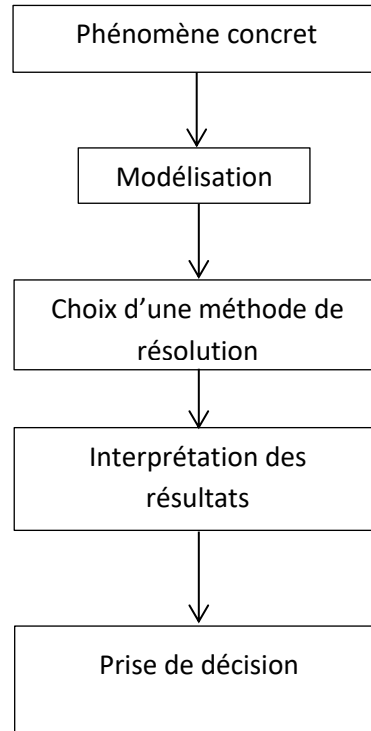 Phénomène concret
Modélisation
Choix d’une méthode de
résolution
Interprétation des
résultats
Prise de décision